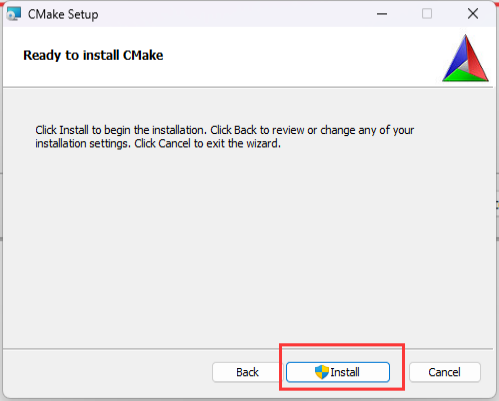 CMake Setup
Ready to install CMake
Click Install to begin the installation. Click Back to review or change any of your
installation settings. Click Cancel to exit the wizard.
Back
Install
Cancel